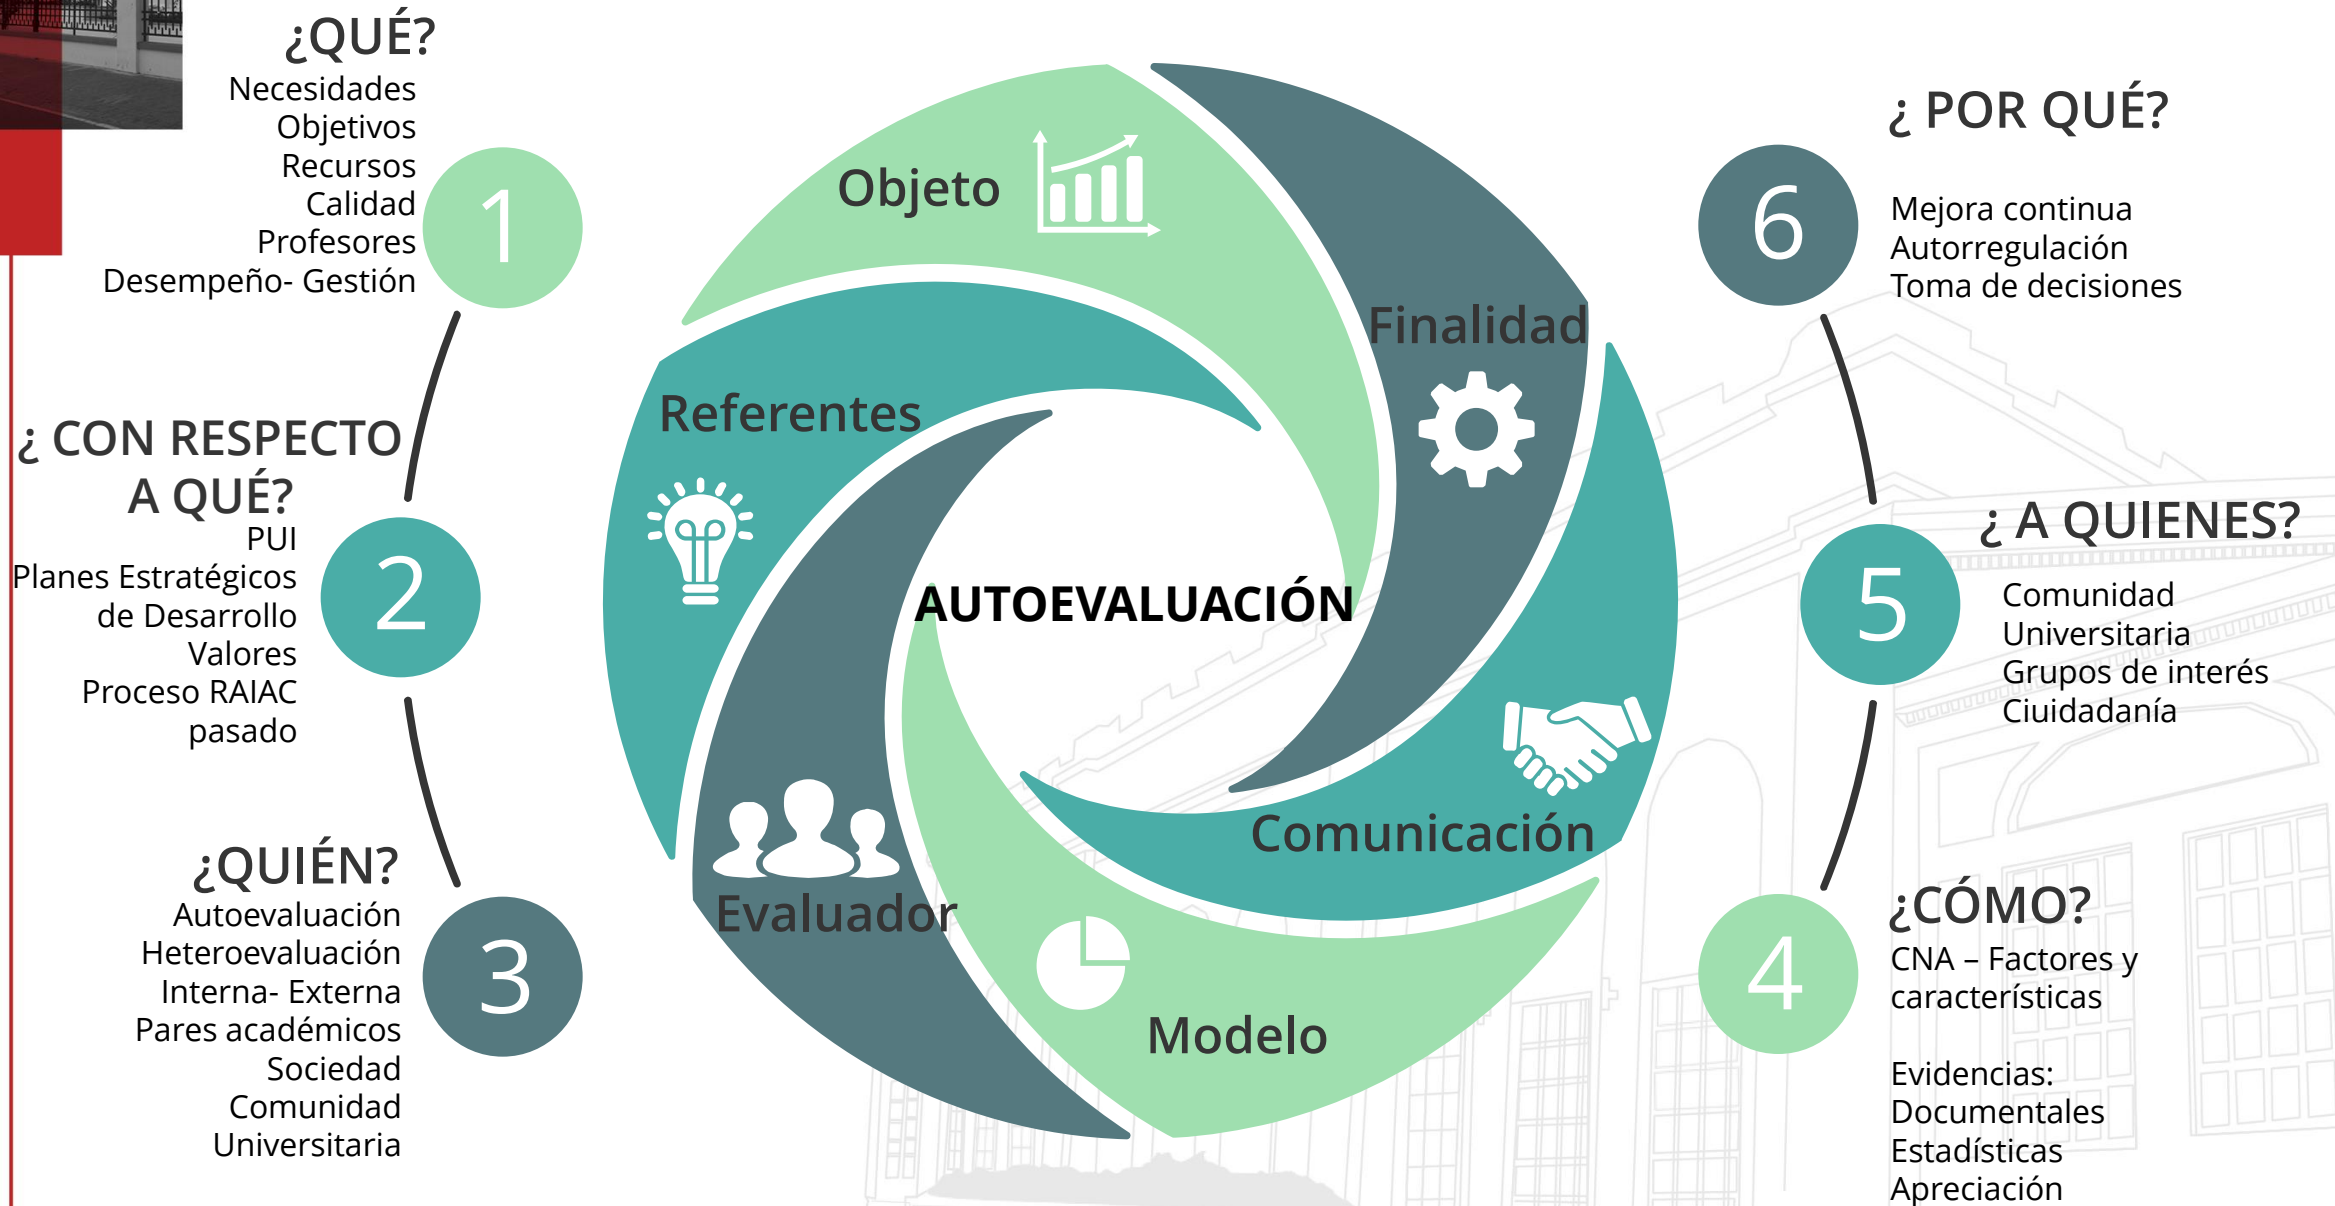 ¿QUÉ?
Necesidades
Objetivos
Recursos
Calidad
Profesores
Desempeño- Gestión
1
¿ CON RESPECTO
A QUÉ?
PUI
Planes Estratégicos
de Desarrollo
Valores
Proceso RAIAC
pasado
2
¿QUIÉN?
Autoevaluación
Heteroevaluación
Interna- Externa
Pares académicos
Sociedad
Comunidad
Universitaria
3
Objeto
Finalidad
Referentes
AUTOEVALUACIÓN
Comunicación
Evaluador
Modelo
¿ POR QUÉ?
6
Mejora continua
Autorregulación
Toma de decisiones
¿ A QUIENES?
5
Comunidad
Universitaria
Grupos de interés
Ciuidadanía
¿CÓMO?
4
CNA – Factores y
características
Evidencias:
Documentales
Estadísticas
Apreciación